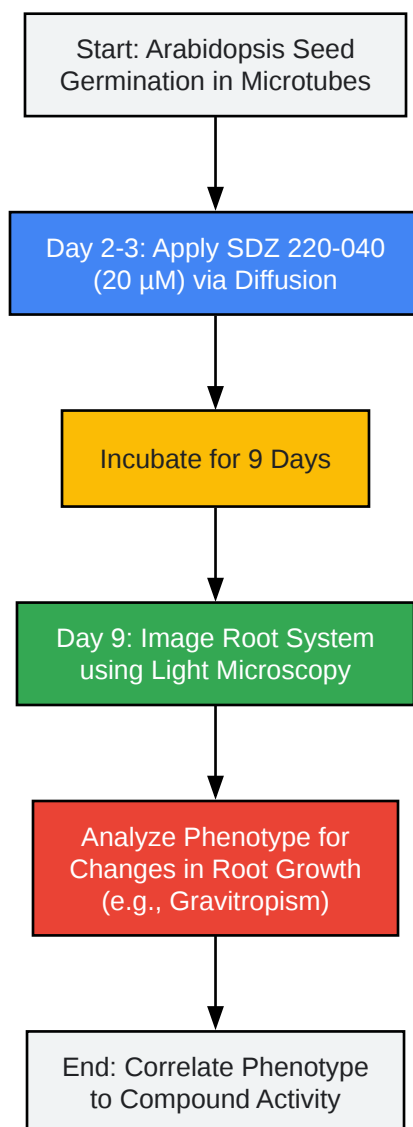 Start: Arabidopsis Seed
Germination in Microtubes
Day 2-3: Apply SDZ 220-040
(20 µM) via Diffusion
Incubate for 9 Days
Day 9: Image Root System
using Light Microscopy
Analyze Phenotype for
Changes in Root Growth
(e.g., Gravitropism)
End: Correlate Phenotype
to Compound Activity